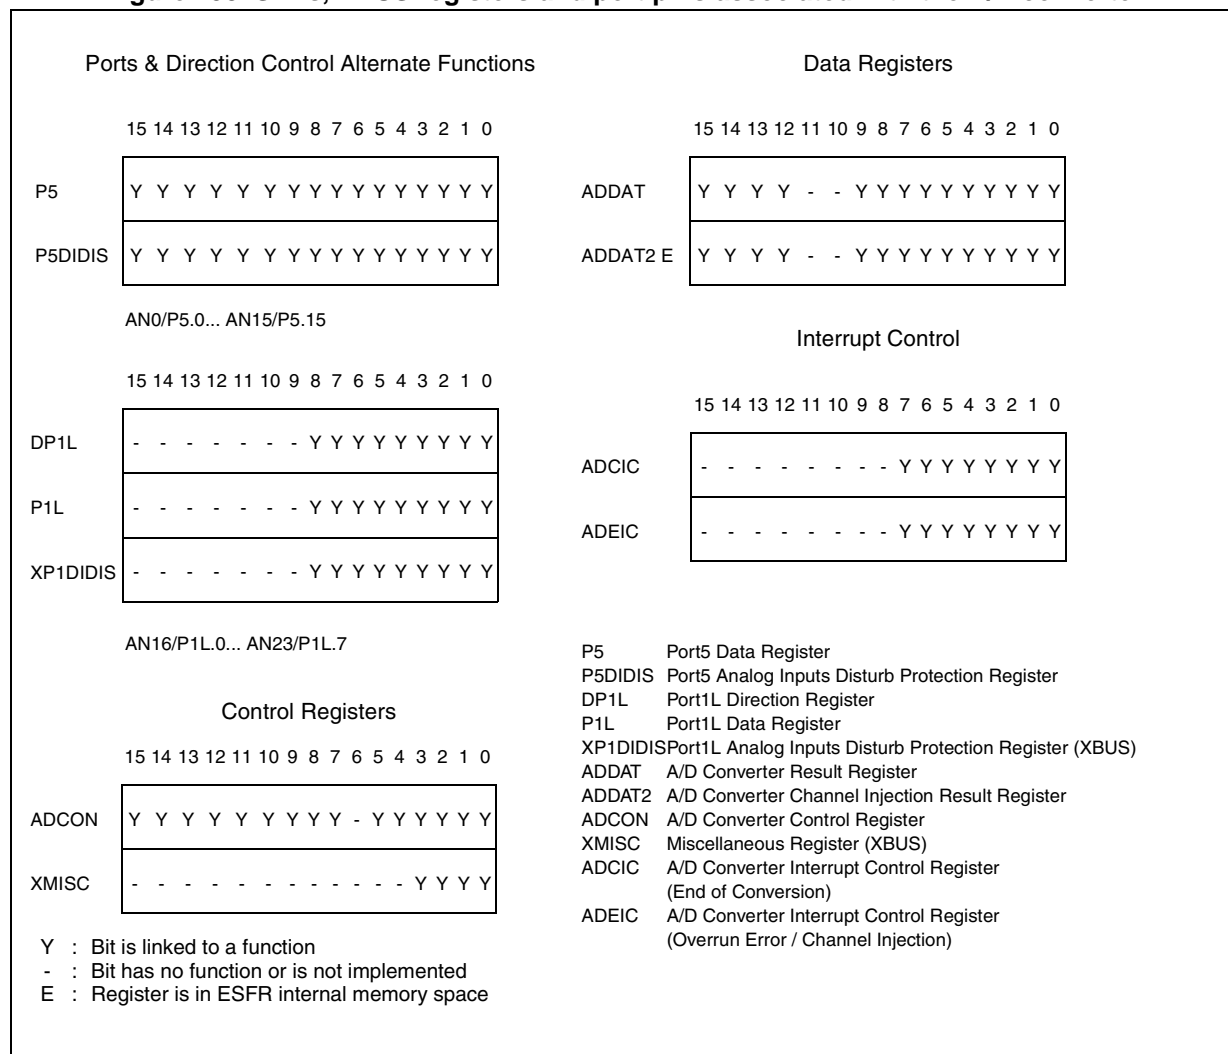 registers and port pins associated with the
Ports & Direction Control Alternate Functions
15 14 13 12 11 10 9 8 7 6 5 4 3 2 1 0
P5 Y Y Y Y Y Y Y Y Y Y Y Y Y Y Y Y
P5DIDIS Y Y Y Y Y Y Y Y Y Y Y Y Y Y Y Y
AN0/P5.0... AN15/P5.15
15 14 13 12 11 10 9 8 7 6 5 4 3 2 1 0
DP1L - - - - - - - Y Y Y Y Y Y Y Y Y
P1L - - - - - - - Y Y Y Y Y Y Y Y Y
XP1DIDIS - - - - - - - Y Y Y Y Y Y Y Y Y
AN16/P1L.0... AN23/P1L.7
Control Registers
15 14 13 12 11 10 9 8 7 6 5 4 3 2 1 0
ADCON Y Y Y Y Y Y Y Y Y - Y Y Y Y Y Y
XMISC - - - - - - - - - - - - Y Y Y Y
Y : Bit is linked to a function
- : Bit has no function or is not implemented
E : Register is in ESFR internal memory space
Data Registers
15 14 13 12 11 10 9 8 7 6 5 4 3 2 1 0
ADDAT Y Y Y Y - - Y Y Y Y Y Y Y Y Y Y
ADDAT2 E Y Y Y Y - - Y Y Y Y Y Y Y Y Y Y
Interrupt Control
15 14 13 12 11 10 9 8 7 6 5 4 3 2 1 0
ADCIC - - - - - - - - Y Y Y Y Y Y Y Y
ADEIC - - - - - - - - Y Y Y Y Y Y Y Y
P5 Port5 Data Register
P5DIDIS Port5 Analog Inputs Disturb Protection Register
DP1L Port1L Direction Register
P1L Port1L Data Register
XP1DIDISPort1L Analog Inputs Disturb Protection Register (XBUS)
ADDAT A/D Converter Result Register
ADDAT2 A/D Converter Channel Injection Result Register
ADCON A/D Converter Control Register
XMISC Miscellaneous Register (XBUS)
ADCIC A/D Converter Interrupt Control Register
(End of Conversion)
ADEIC A/D Converter Interrupt Control Register
(Overrun Error / Channel Injection)